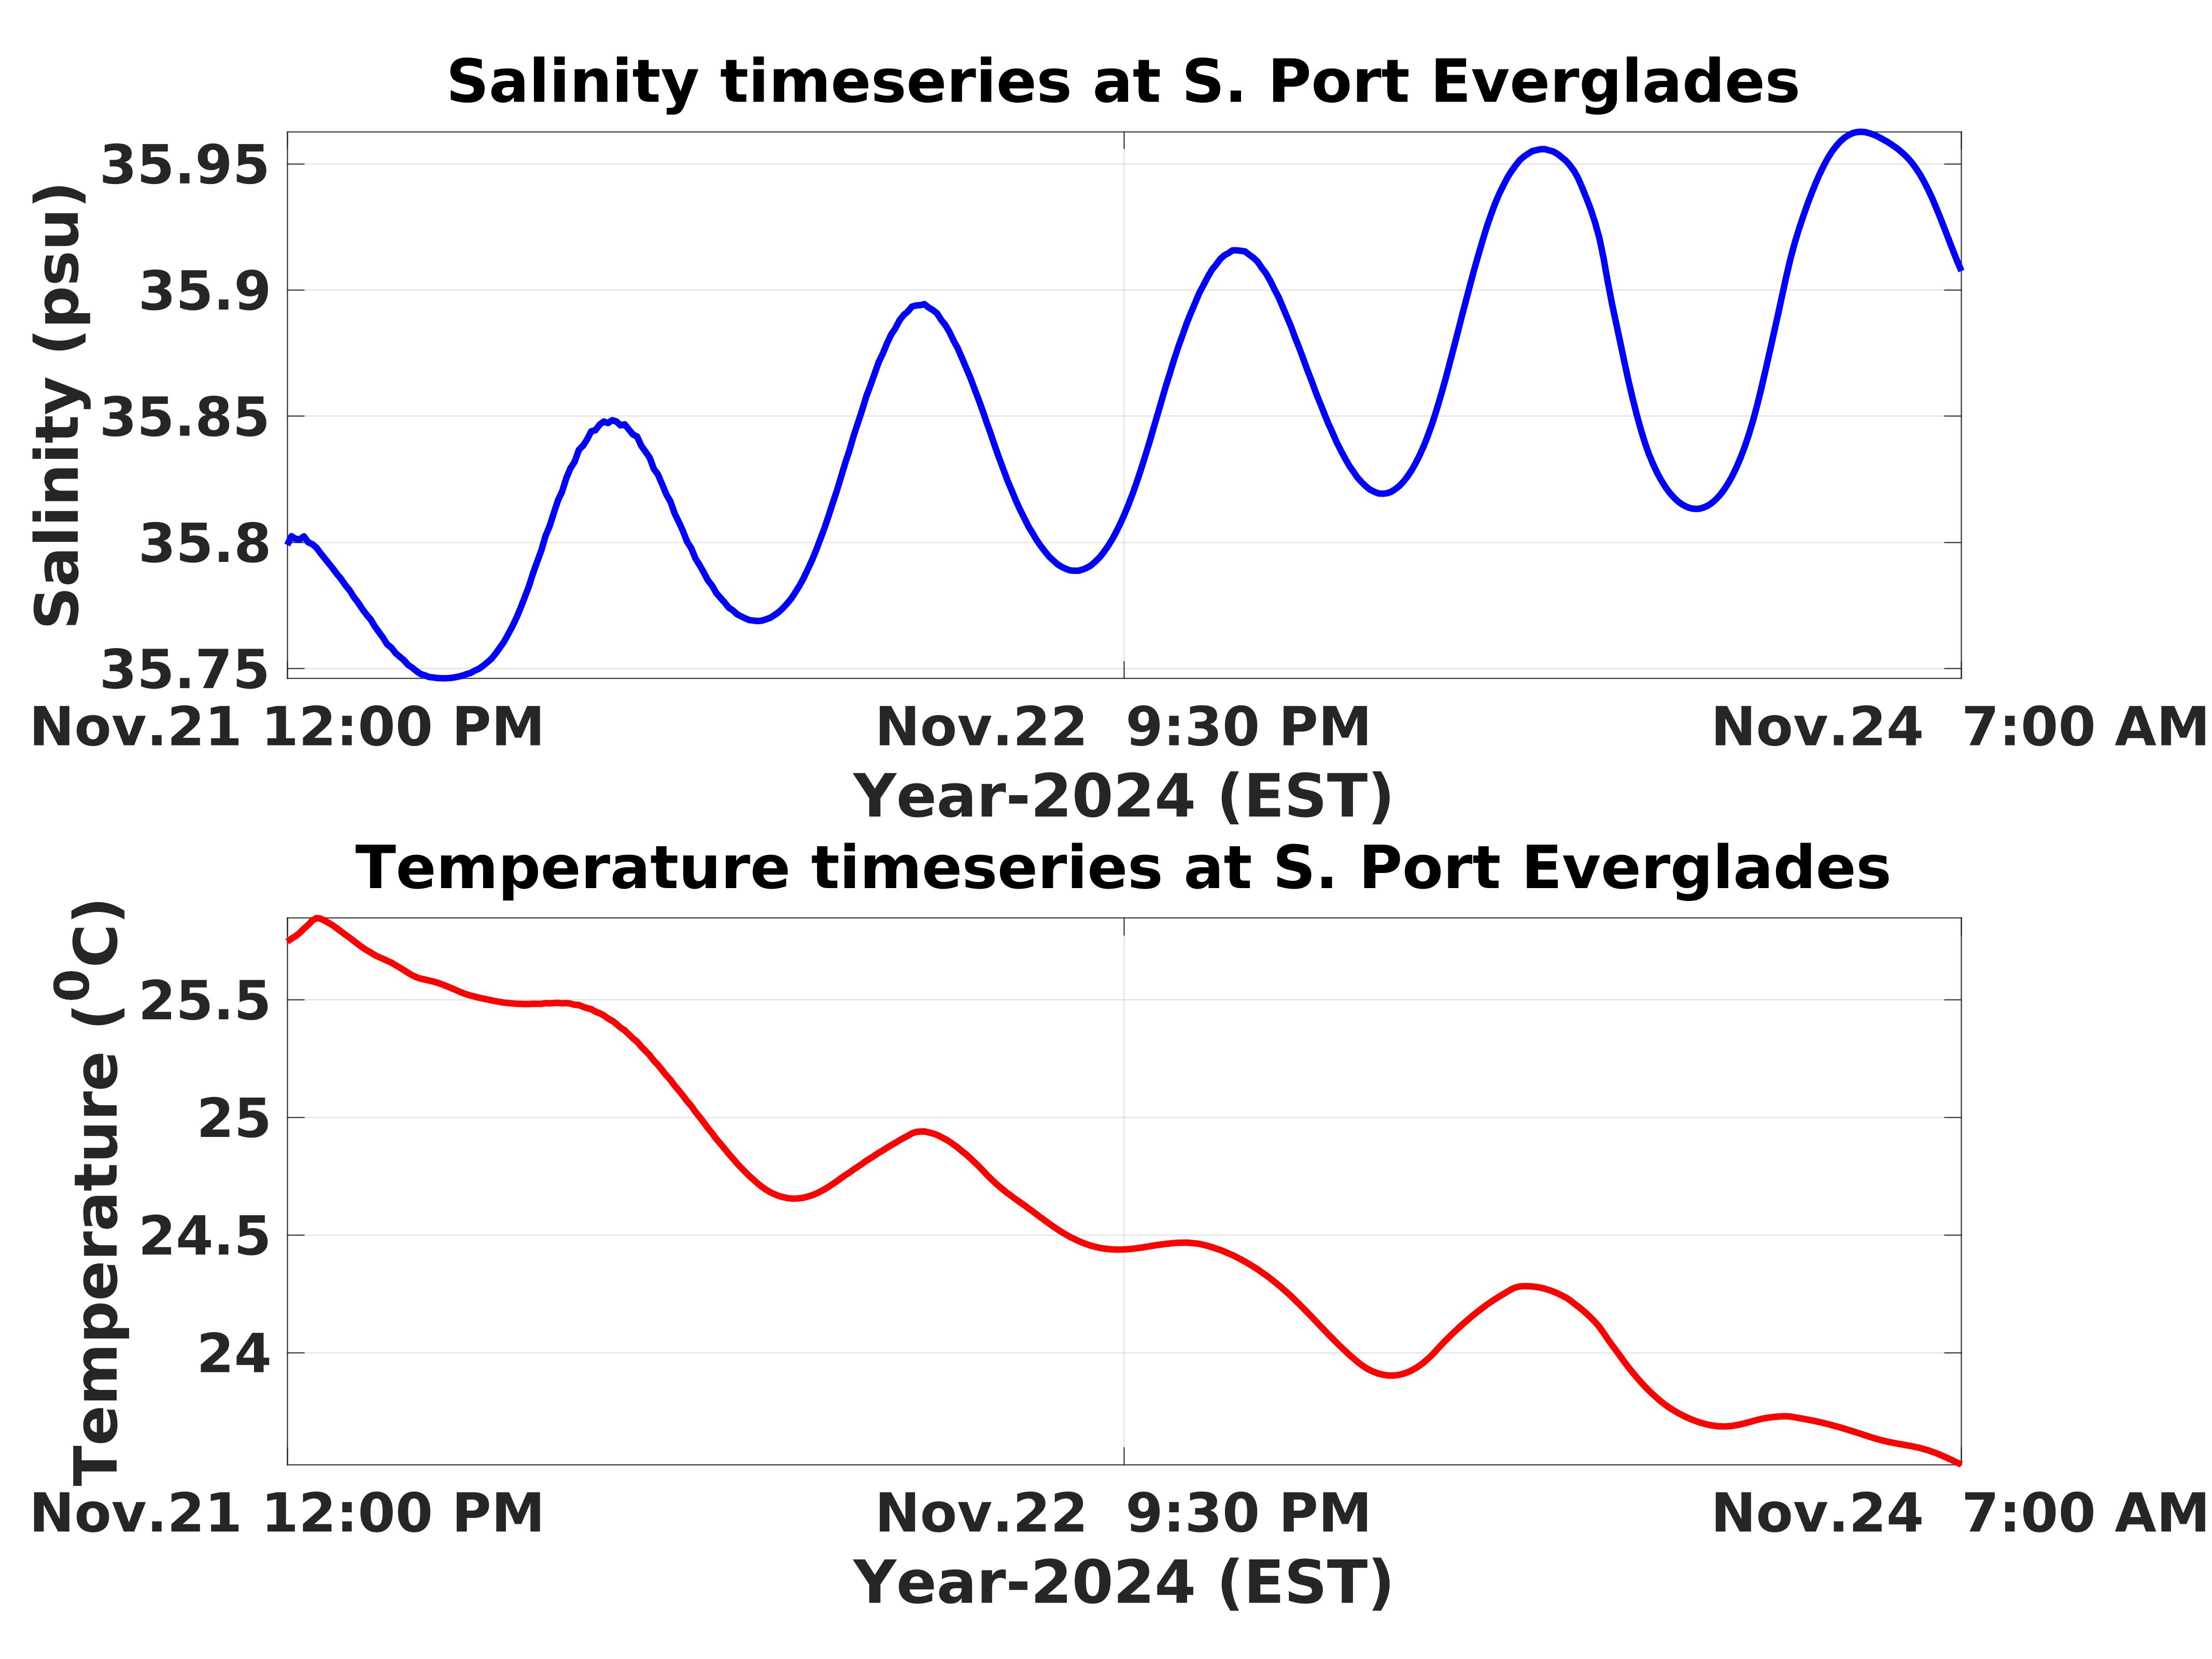 Salinity timeseries at S. Port Everglades
Salinity (psu)
35.95
35.9
35.85
35.8
35.75
Nov.21 12:00 PM Nov.22 9:30 PM Nov.24 7:00 AM
Year-2024 (EST)
Temperature timeseries at S. Port Everglades
Temperature (⁰C)
25.5
25
24.5
24
Nov.21 12:00 PM Nov.22 9:30 PM Nov.24 7:00 AM
Year-2024 (EST)